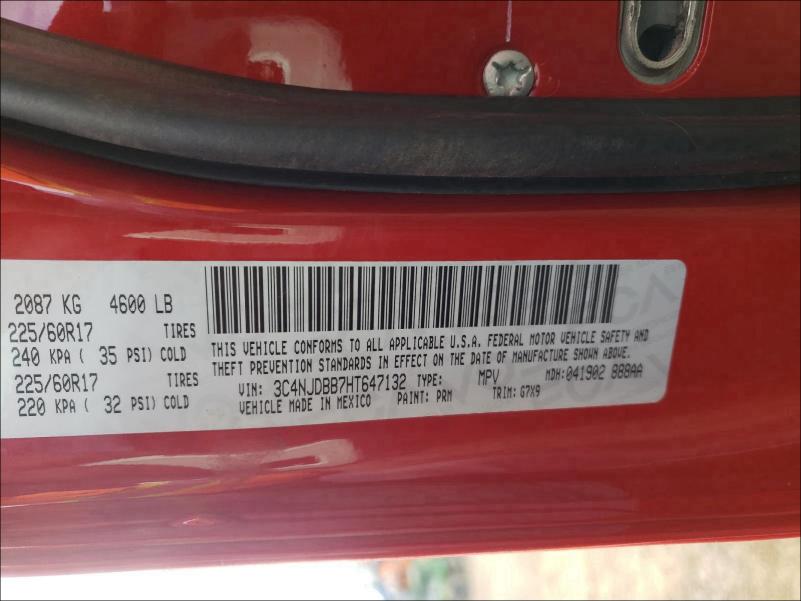 2087 KG 4600 LB
225/60R17 TIRES
240 KPA ( 35 PSI) COLD
225/60R17 TIRES
220 KPA ( 32 PSI) COLD
THIS VEHICLE CONFORMS TO ALL APPLICABLE U.S.A. FEDERAL MOTOR VEHICLE SAFETY AND
THEFT PREVENTION STANDARDS IN EFFECT ON THE DATE OF MANUFACTURE SHOWN ABOVE.
VIN: 3C4NJDBB7HT647132 TYPE: MPV MDH:041902 888AA
VEHICLE MADE IN MEXICO PAINT: PRM TRIM: G7X9